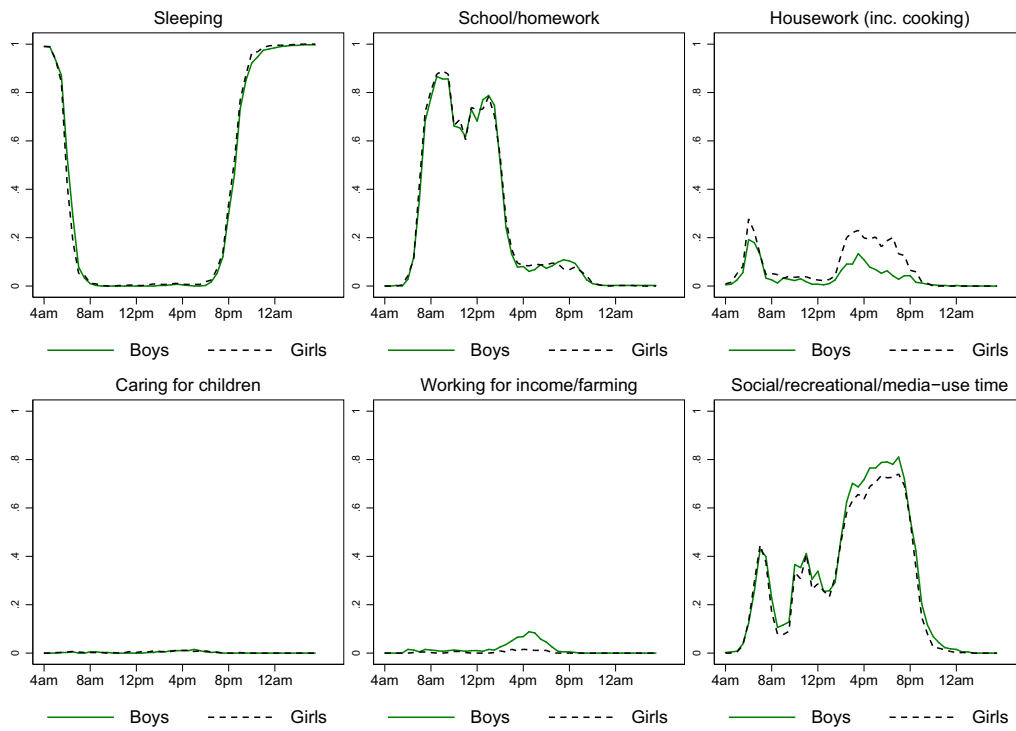 Sleeping
0 .2 .4 .6 .8 1
4am 8am 12pm 4pm 8pm 12am
Boys Girls
School/homework
0 .2 .4 .6 .8 1
4am 8am 12pm 4pm 8pm 12am
Boys Girls
Housework (inc. cooking)
0 .2 .4 .6 .8 1
4am 8am 12pm 4pm 8pm 12am
Boys Girls
Caring for children
0 .2 .4 .6 .8 1
4am 8am 12pm 4pm 8pm 12am
Boys Girls
Working for income/farming
0 .2 .4 .6 .8 1
4am 8am 12pm 4pm 8pm 12am
Boys Girls
Social/recreational/media−use time
0 .2 .4 .6 .8 1
4am 8am 12pm 4pm 8pm 12am
Boys Girls